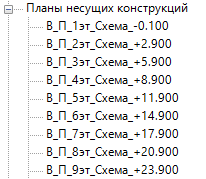 Планы несущих конструкций
В_П_1эт_Схема_-0.100
В_П_2эт_Схема_+2.900
В_П_3эт_Схема_+5.900
В_П_4эт_Схема_+8.900
В_П_5эт_Схема_+11.900
В_П_6эт_Схема_+14.900
В_П_7эт_Схема_+17.900
В_П_8эт_Схема_+20.900
В_П_9эт_Схема_+23.900